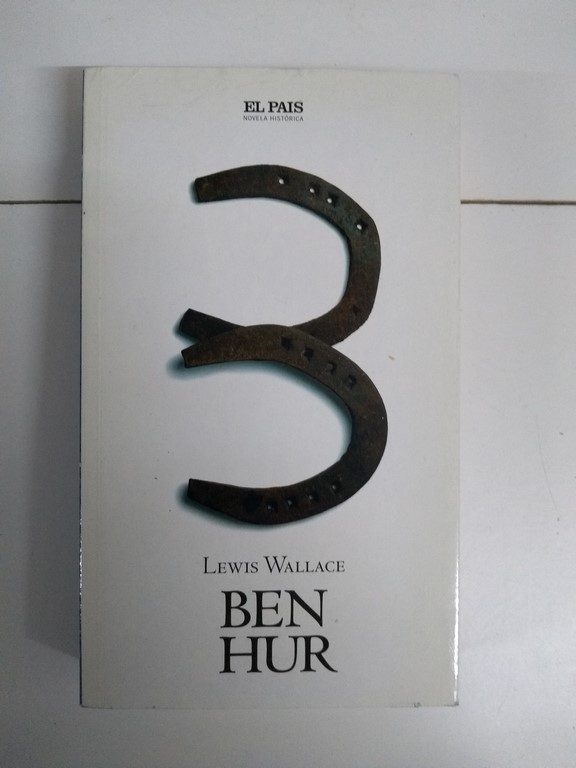 EL PAIS
NOVELA HISTÓRICA
LEWIS WALLACE
BEN
HUR